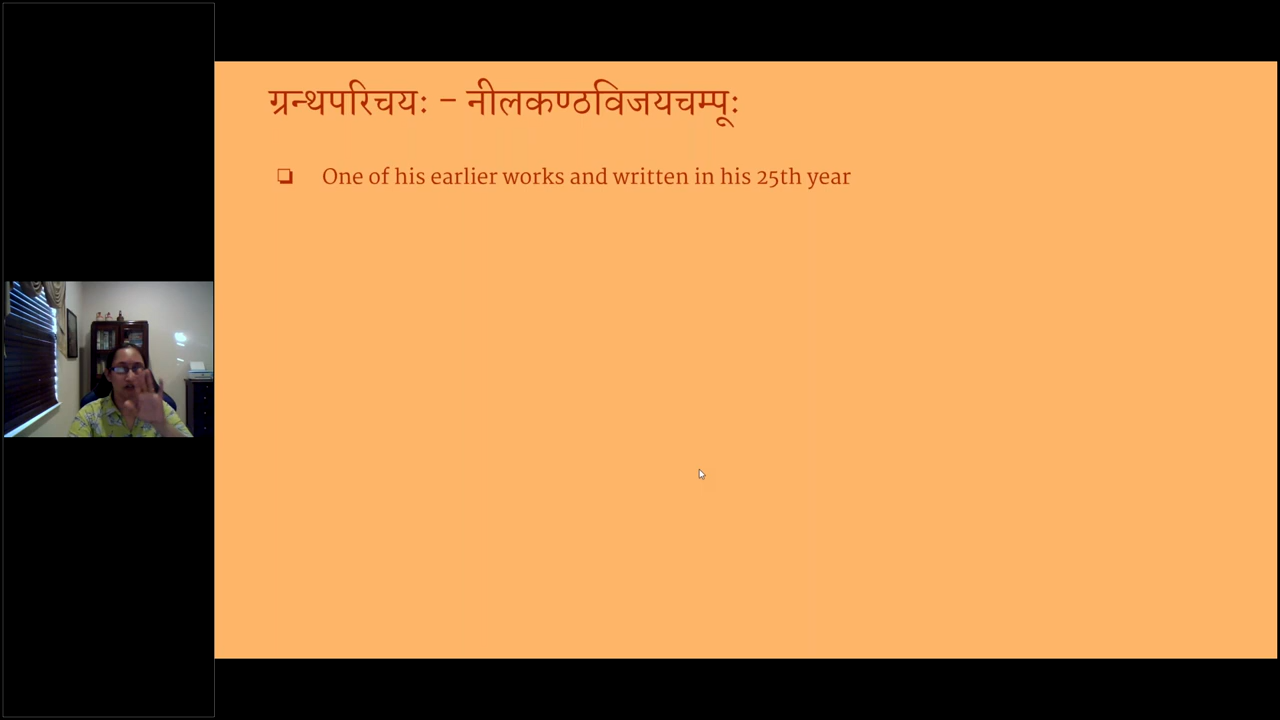 ग्रन्थपरिचयः - नीलकण्ठविजयचम्पूः
❏ One of his earlier works and written in his 25th year